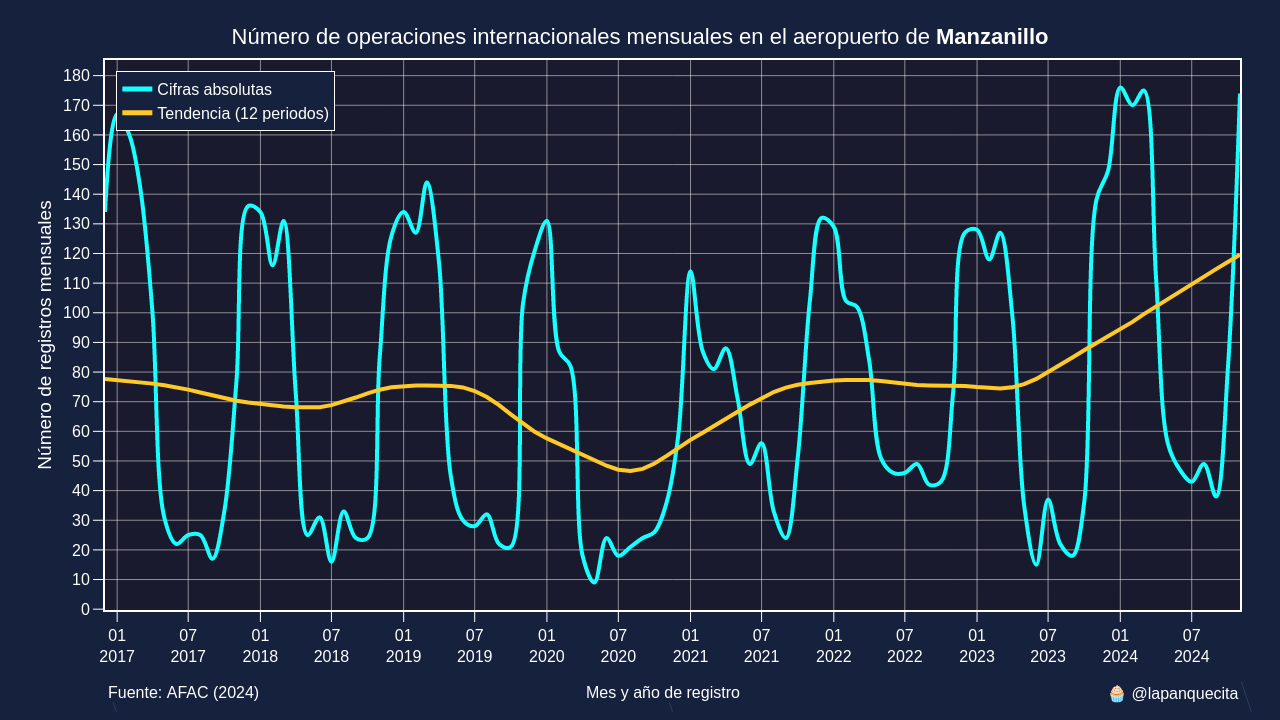 Número de operaciones internacionales mensuales en el aeropuerto de Manzanillo
Cifras absolutas
Tendencia (12 periodos)
Número de registros mensuales
180
170
160
150
140
130
120
110
100
90
80
70
60
50
40
30
20
10
0
01 07 01 07 01 07 01 07 01 07 01 07 01 07 01 07
2017 2017 2018 2018 2019 2019 2020 2020 2021 2021 2022 2022 2023 2023 2024 2024
Fuente: AFAC (2024) Mes y año de registro 🧁 @lapanquecita